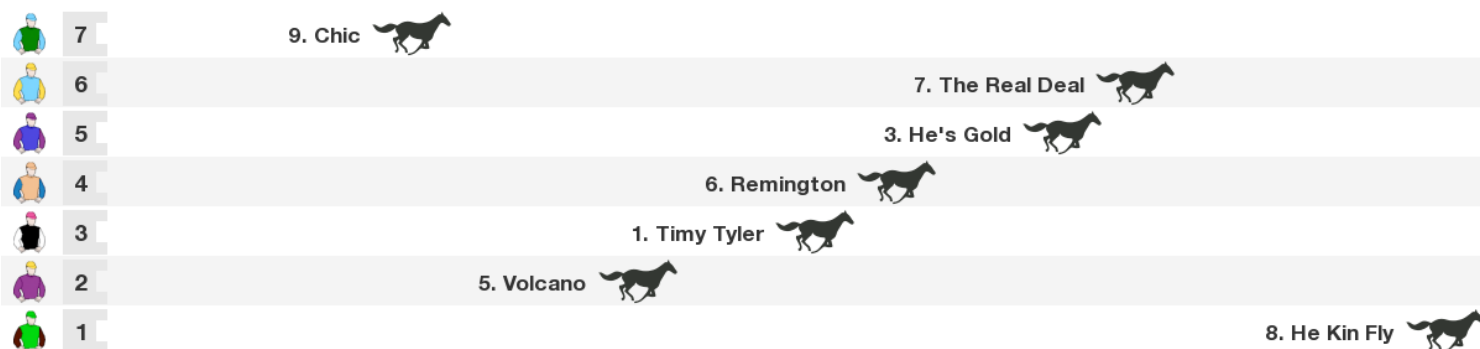 7 9. Chic
6 7. The Real Deal
5 3. He's Gold
4 6. Remington
3 1. Timy Tyler
2 5. Volcano
1 8. He Kin Fly